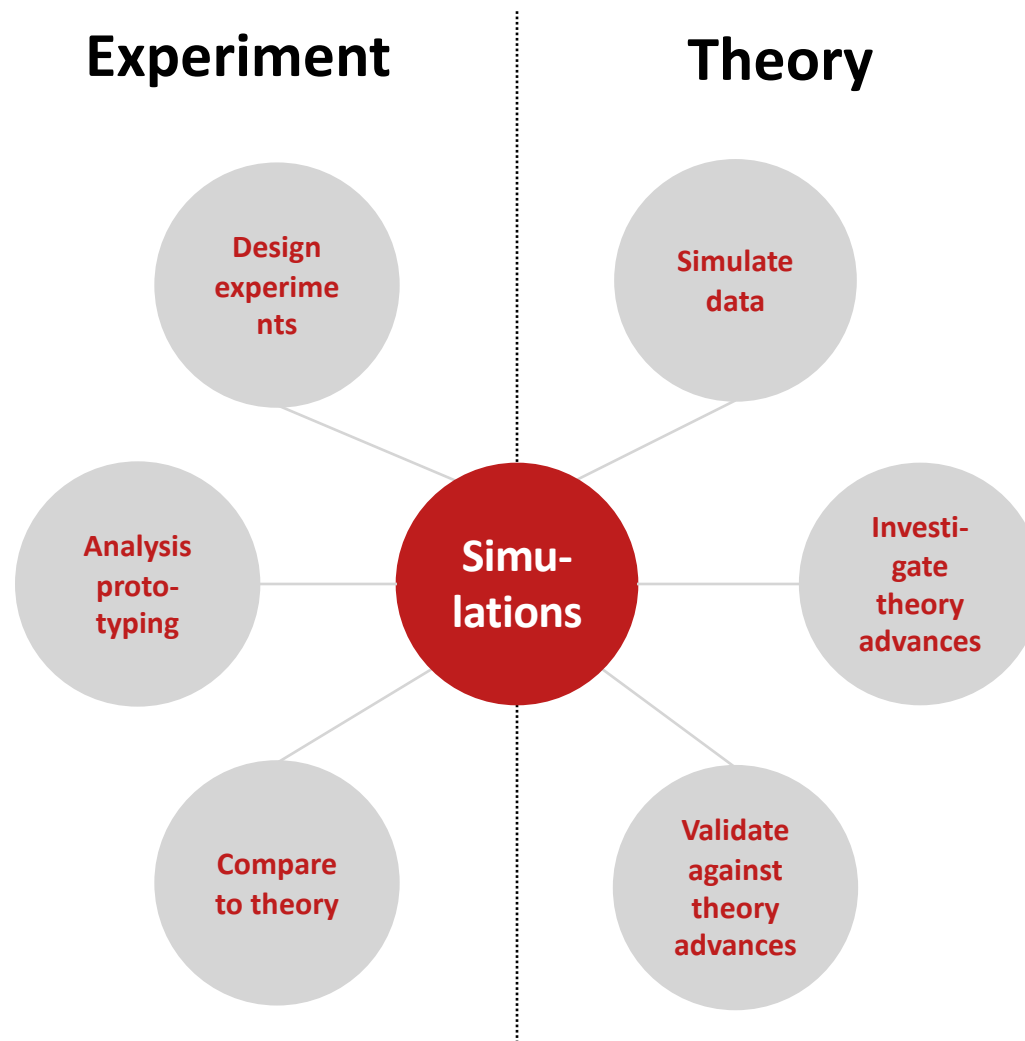 Experiment
Theory
Design
experime
nts
Simulate
data
Analysis
proto-
typing
Simu-
lations
Investi-
gate
theory
advances
Compare
to theory
Validate
against
theory
advances